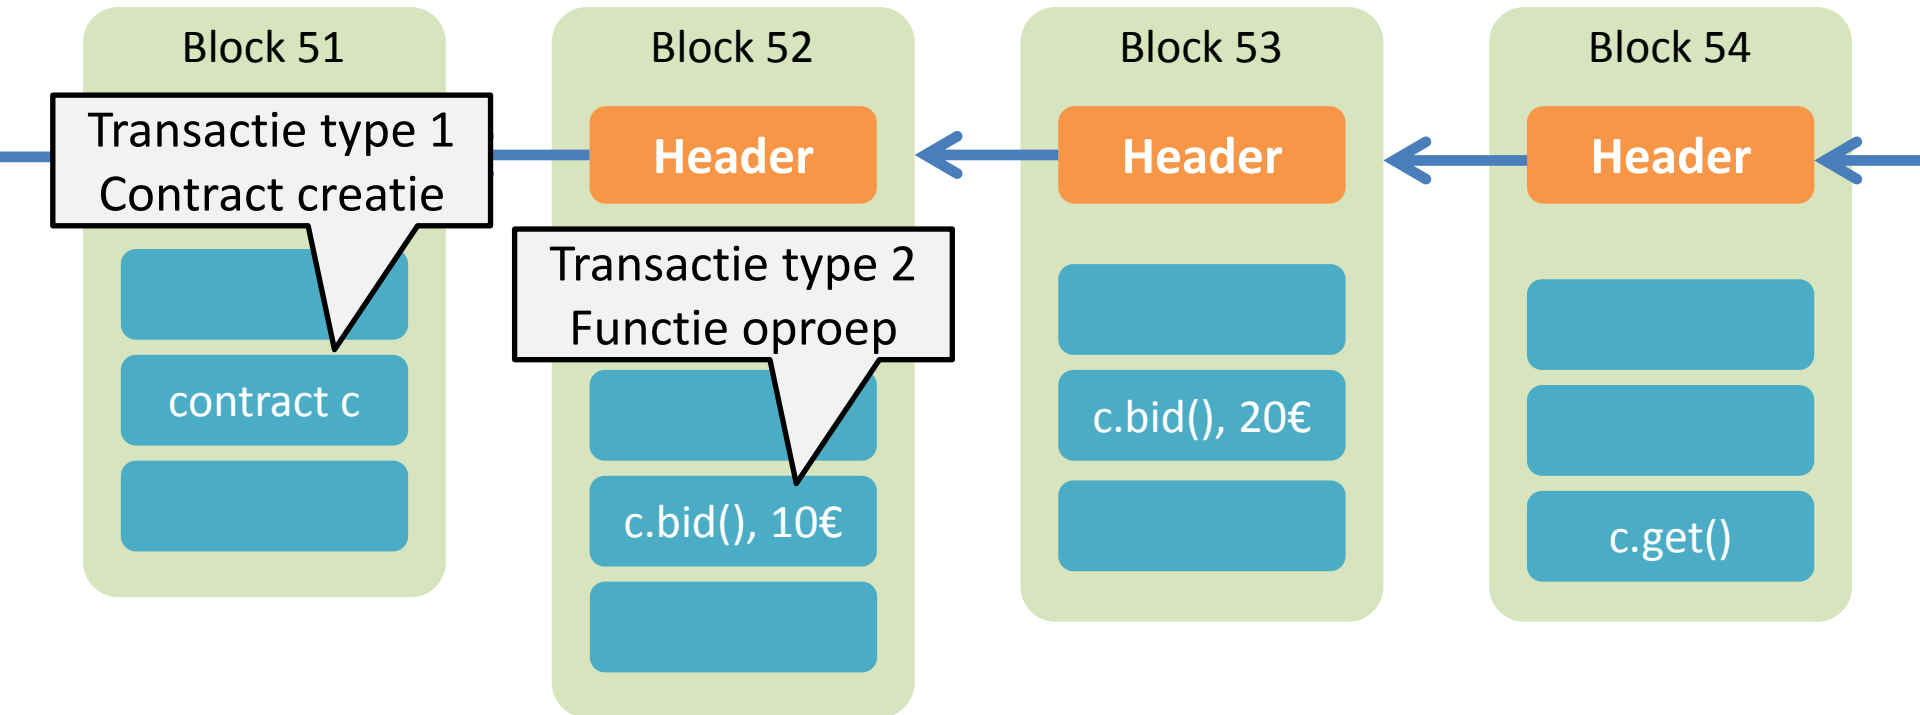 Block 51
Transactie type 1
Contract creatie
contract c
Block 52
Header
Transactie type 2
Functie oproep
c.bid(), 10€
Block 53
Header
c.bid(), 20€
Block 54
Header
c.get()